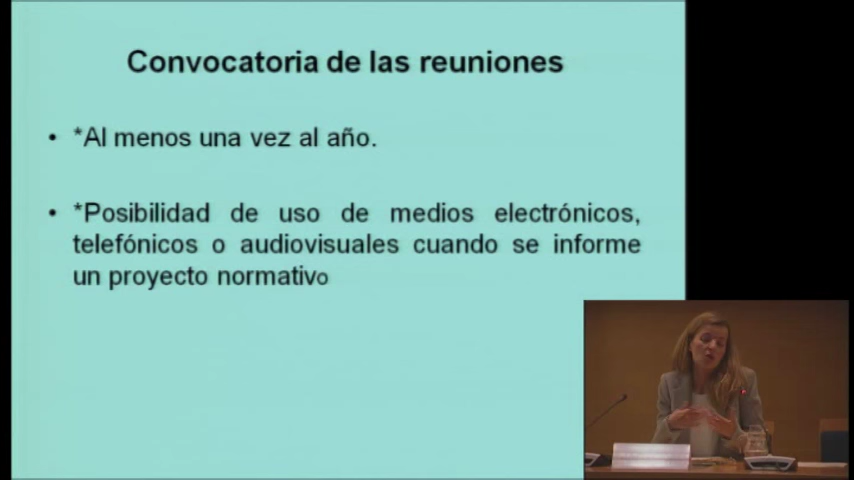 Convocatoria de las reuniones
• *Al menos una vez al año.
• *Posibilidad de uso de medios electrónicos,
telefónicos o audiovisuales cuando se informe
un proyecto normativo